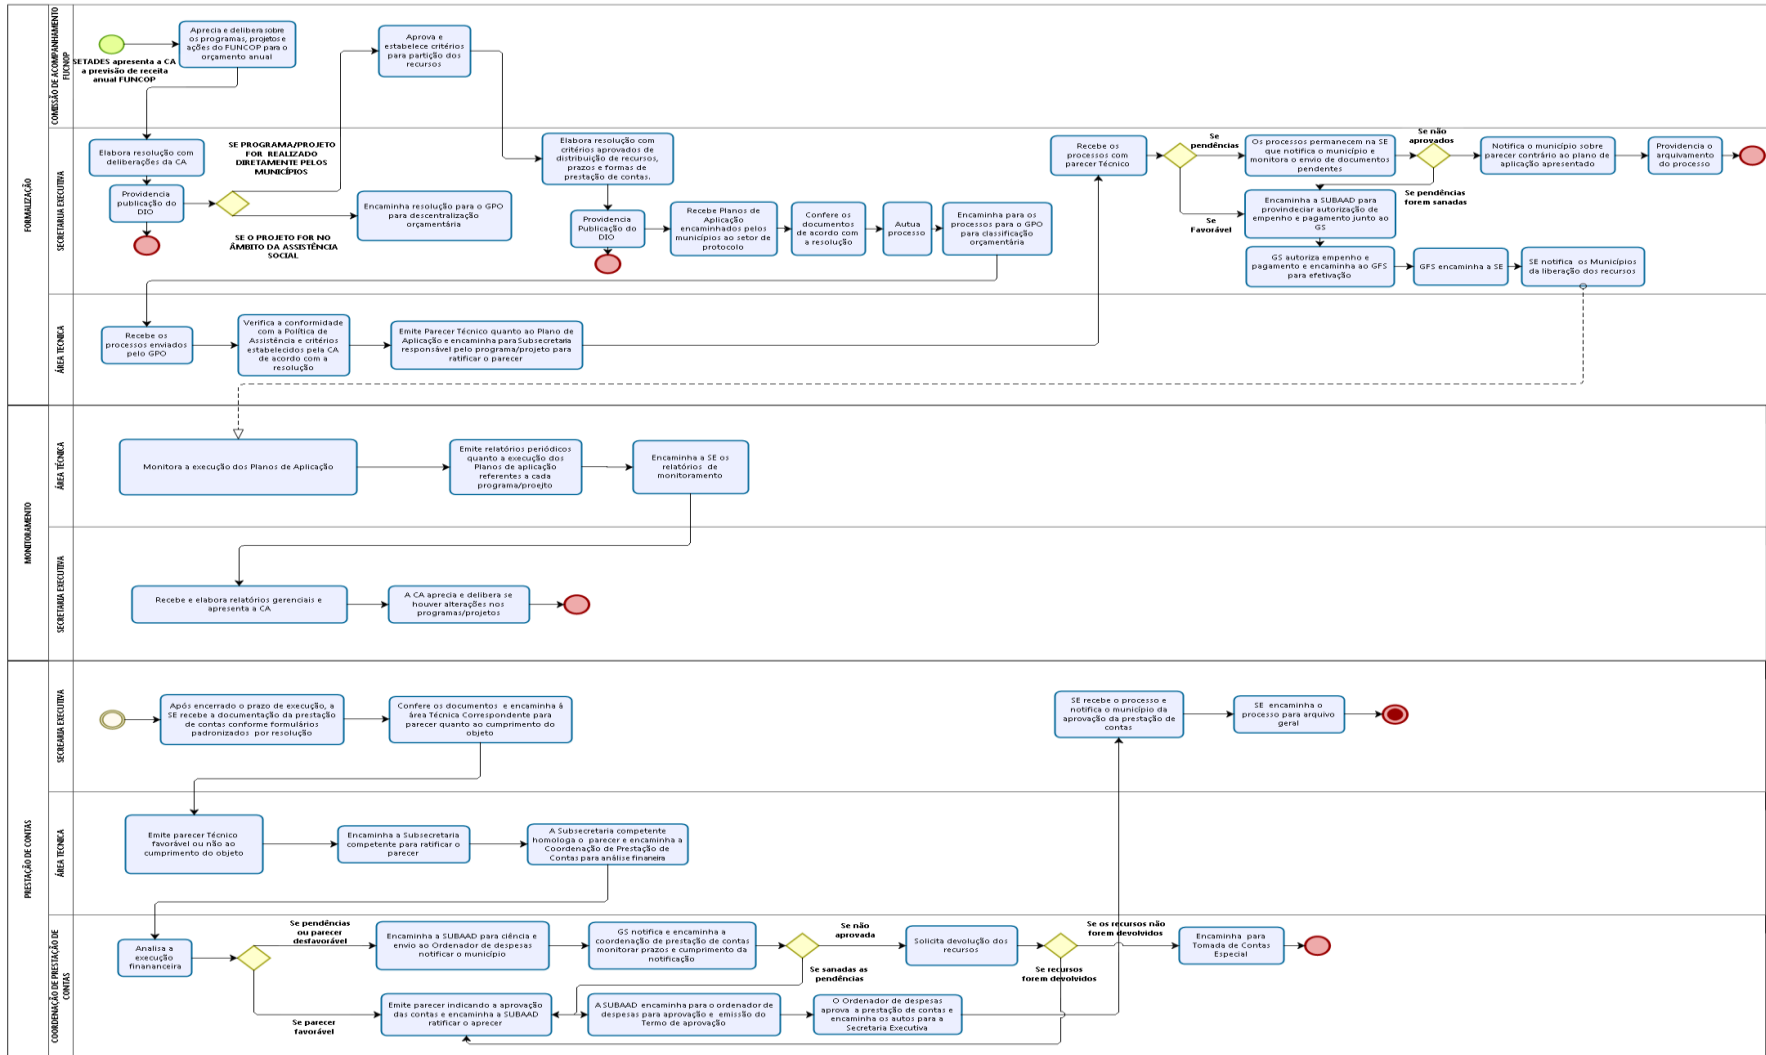 FORMALIZAÇÃO
COMISSÃO DE ACOMPANHAMENTO
FUCNOP
SETADES apresenta a CA
a previsão de receita
anual FUNCOP
Aprecia e delibera sobre
os programas, projetos e
ações do FUNCOP para o
orçamento anual
Aprova e
estabelece critérios
para partição dos
recursos
SECRETARIA EXECUTIVA
Elabora resolução com
deliberações da CA
Providencia
publicação do
DIO
SE PROGRAMA/PROJETO
FOR REALIZADO
DIRETAMENTE PELOS
MUNICÍPIOS
Encaminha resolução para o GPO
para descentralização
orçamentária
SE O PROJETO FOR NO
ÂMBITO DA ASSISTÊNCIA
SOCIAL
Elabora resolução com
critérios aprovados de
distribuição de recursos,
prazos e formas de
prestação de contas.
Providencia
Publicação do
DIO
Recebe Planos de
Aplicação
encaminhados pelos
municípios ao setor de
protocolo
Confere os
documentos
de acordo com
a resolução
Autua
processo
Encaminha para os
processos para o GPO
para classificação
orçamentária
Recebe os
processos com
parecer Técnico
Se
pendências
Se
Favorável
Os processos permanecem na SE
que notifica o município e
monitora o envio de documentos
pendentes
Se não
aprovados
Notifica o município sobre
parecer contrário ao plano de
aplicação apresentado
Providencia o
arquivamento do
processo
Se pendências
forem sanadas
Encaminha a SUBAAD para
provindeciar autorização de
empenho e pagamento junto ao
GS
GS autoriza empenho e
pagamento e encaminha ao GFS
para efetivação
GFS encaminha a SE
SE notifica os Municípios
da liberação dos recursos
ÁREA TECNICA
Recebe os
processos enviados
pelo GPO
Verifica a conformidade
com a Política de
Assistência e critérios
estabelecidos pela CA
de acordo com a
resolução
Emite Parecer Técnico quanto ao Plano de
Aplicação e encaminha para Subsecretaria
responsável pelo programa/projeto para
ratificar o parecer
MONITORAMENTO
ÁREA TÉCNICA
Monitora a execução dos Planos de Aplicação
Emite relatórios periódicos
quanto a execução dos
Planos de aplicação
referentes a cada
programa/proejto
Encaminha a SE os
relatórios de
monitoramento
SECRETARIA EXECUTIVA
Recebe e elabora relatórios gerenciais e
apresenta a CA
A CA aprecia e delibera se
houver alterações nos
programas/projetos
PRESTAÇÃO DE CONTAS
SECREARIA EXECUTIVA
Após encerrado o prazo de execução, a
SE recebe a documentação da prestação
de contas conforme formulários
padronizados por resolução
Confere os documentos e encaminha á
área Técnica Correspondente para
parecer quanto ao cumprimento do
objeto
SE recebe o processo e
notifica o município da
aprovação da prestação de
contas
SE encaminha o
processo para arquivo
geral
ÁREA TECNICA
Emite parecer Técnico
favorável ou não ao
cumprimento do objeto
Encaminha a Subsecretaria
competente para ratificar o
parecer
A Subsecretaria competente
homologa o parecer e encaminha a
Coordenação de Prestação de
Contas para análise finaneira
COORDENAÇÃO DE PRESTAÇÃO DE
CONTAS
Analisa a
execução
finananceira
Se pendências
ou parecer
desfavorável
Se parecer
favorável
Encaminha a SUBAAD para ciência e
envio ao Ordenador de despesas
notificar o município
GS notifica e encaminha a
coordenação de prestação de contas
monitorar prazos e cumprimento da
notificação
Se não
aprovada
Se sanadas as
pendências
Solicita devolução dos
recursos
Se os recursos não
forem devolvidos
Se recursos
forem devolvidos
Encaminha para
Tomada de Contas
Especial
Emite parecer indicando a aprovação
das contas e encaminha a SUBAAD
ratificar o aprecer
A SUBAAD encaminha para o ordenador de
despesas para aprovação e emissão do
Termo de aprovação
O Ordenador de despesas
aprova a prestação de contas e
encaminha os autos para a
Secretaria Executiva